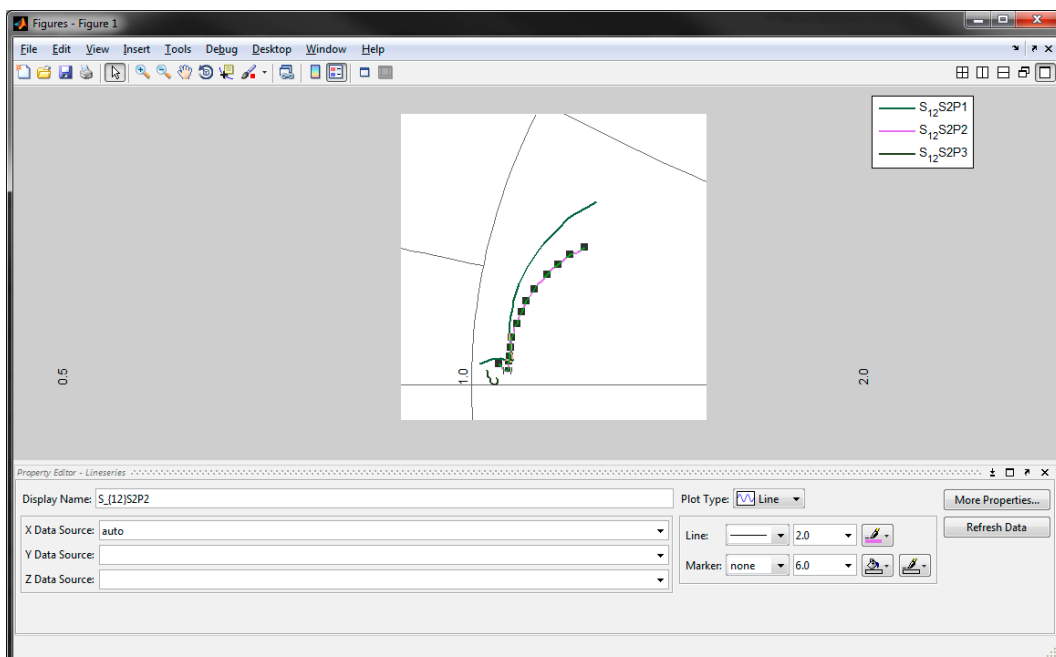 Figures - Figure 1
File Edit View Insert Tools Debug Desktop Window Help
S12S2P1
S12S2P2
S12S2P3
0.5
1.0
2.0
Property Editor - Lineseries
Display Name: S_{12}S2P2
Plot Type: Line
More Properties...
X Data Source: auto
Line: 2.0
Refresh Data
Y Data Source:
Marker: none 6.0
Z Data Source: